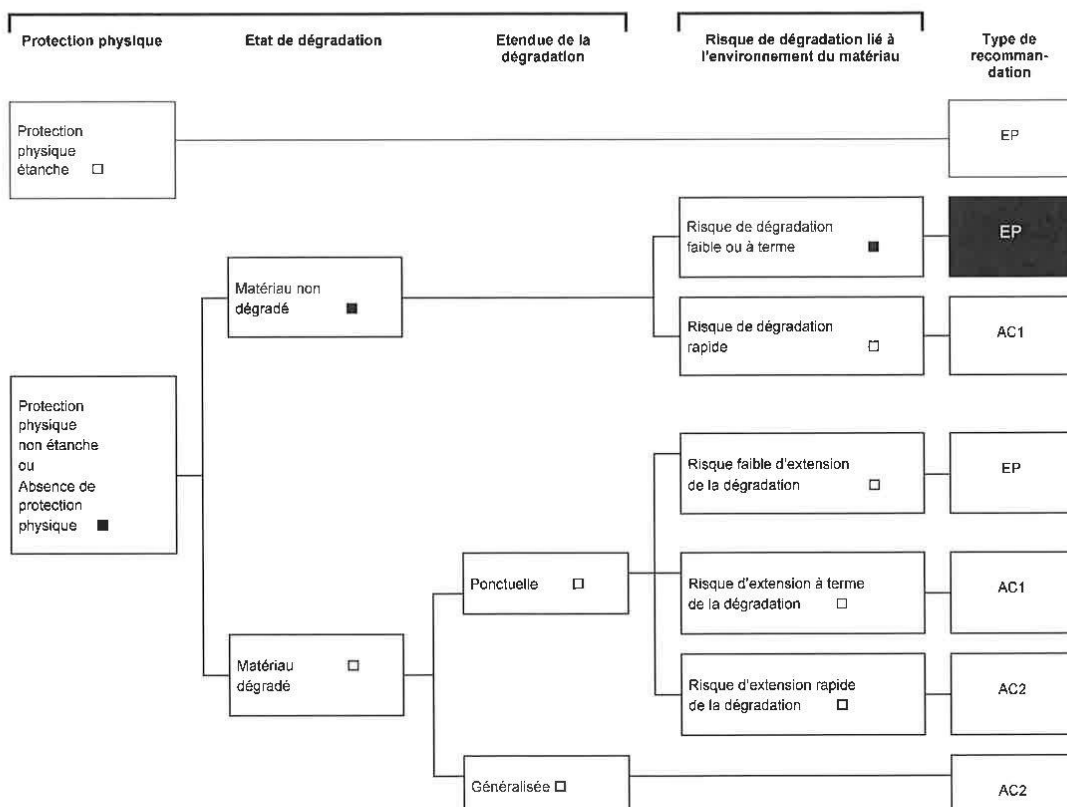 Protection physique
Etat de dégradation
Etendue de la
dégradation
Risque de dégradation lié à
l'environnement du matériau
Type de
recomman-
dation
Protection
physique
étanche
EP
Risque de dégradation
faible ou à terme
EP
Matériau non
dégradé
Risque de dégradation
rapide
AC1
Protection
physique
non étanche
ou
Absence de
protection
physique
Risque faible d'extension
de la dégradation
EP
Ponctuelle
Risque d'extension à terme
de la dégradation
AC1
Matériau
dégradé
Risque d'extension rapide
de la dégradation
AC2
Généralisée
AC2